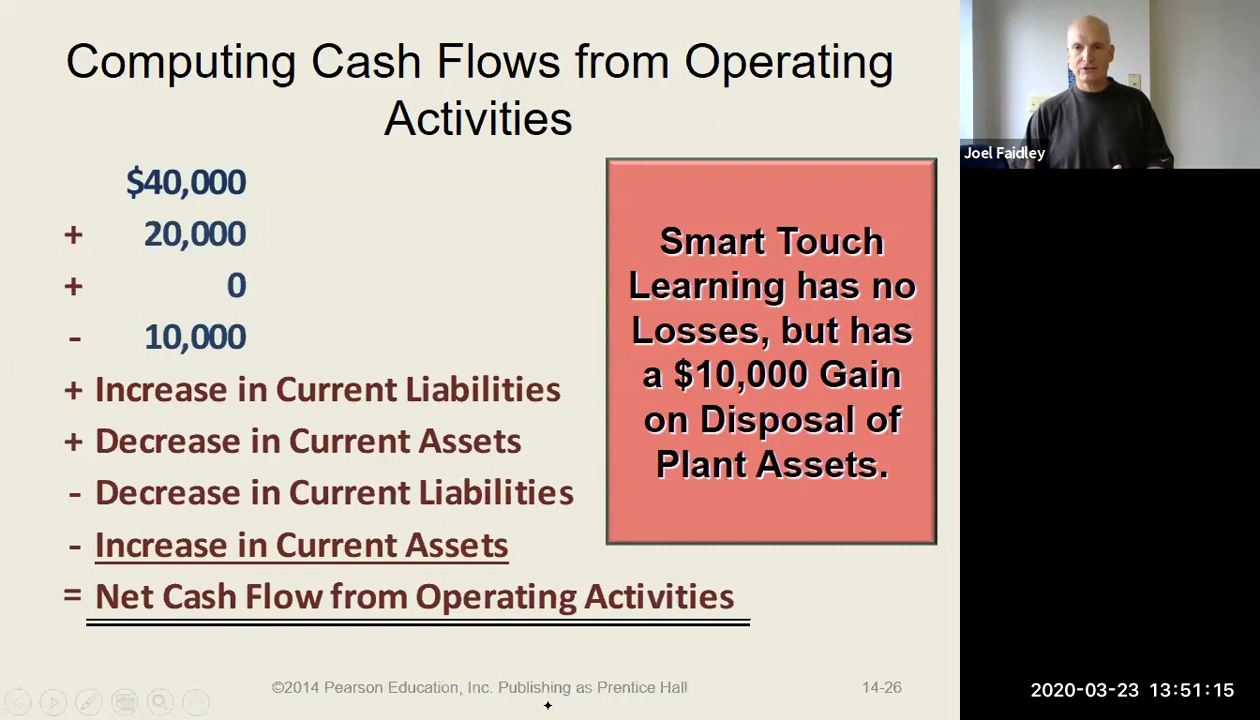 Computing Cash Flows from Operating
Activities
$40,000
+ 20,000
+ 0
- 10,000
+ Increase in Current Liabilities
+ Decrease in Current Assets
- Decrease in Current Liabilities
- Increase in Current Assets
= Net Cash Flow from Operating Activities
Smart Touch
Learning has no
Losses, but has
a $10,000 Gain
on Disposal of
Plant Assets.
©2014 Pearson Education, Inc. Publishing as Prentice Hall
14-26
Joel Faidley
2020-03-23 13:51:15